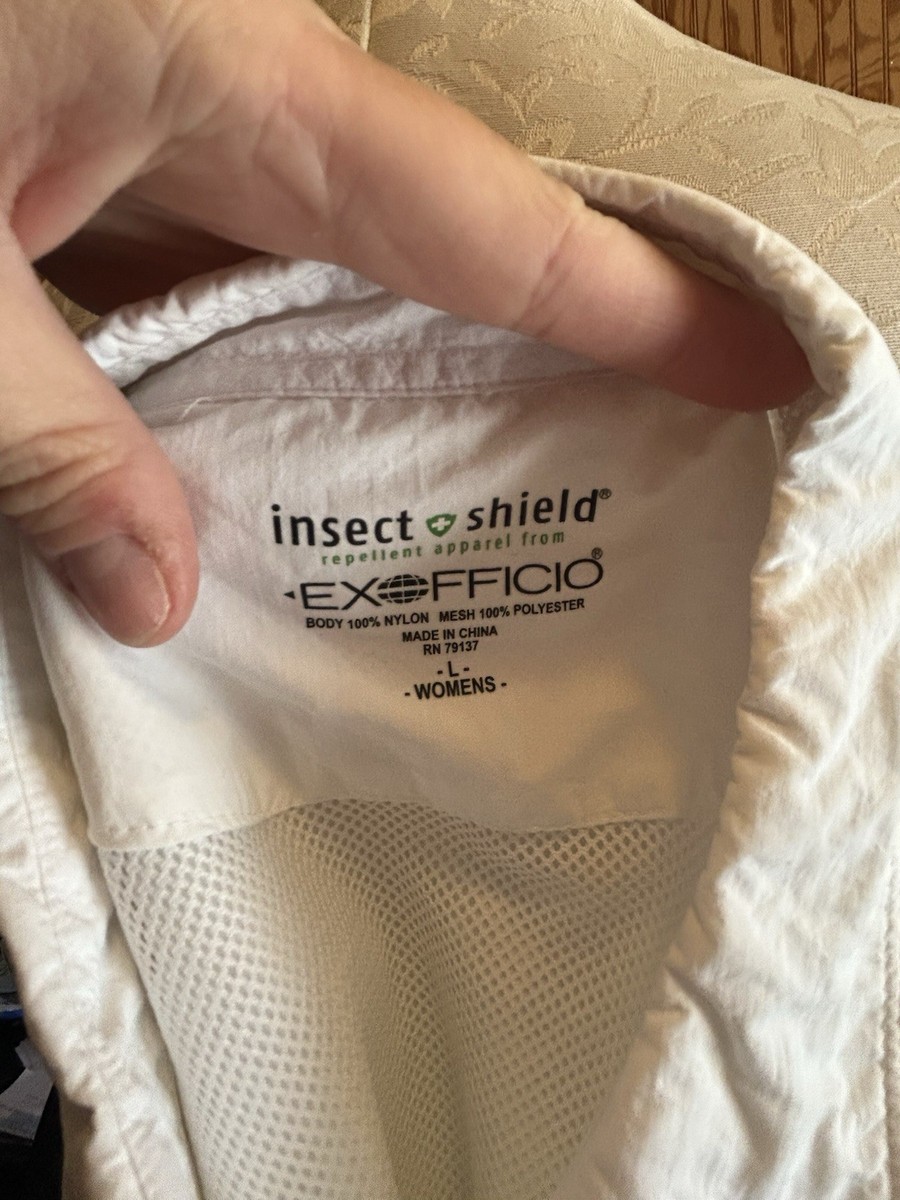 insect shield®
repellent apparel from
EXOFFICIO®
BODY 100% NYLON MESH 100% POLYESTER
MADE IN CHINA
RN 79137
- L -
- WOMENS -